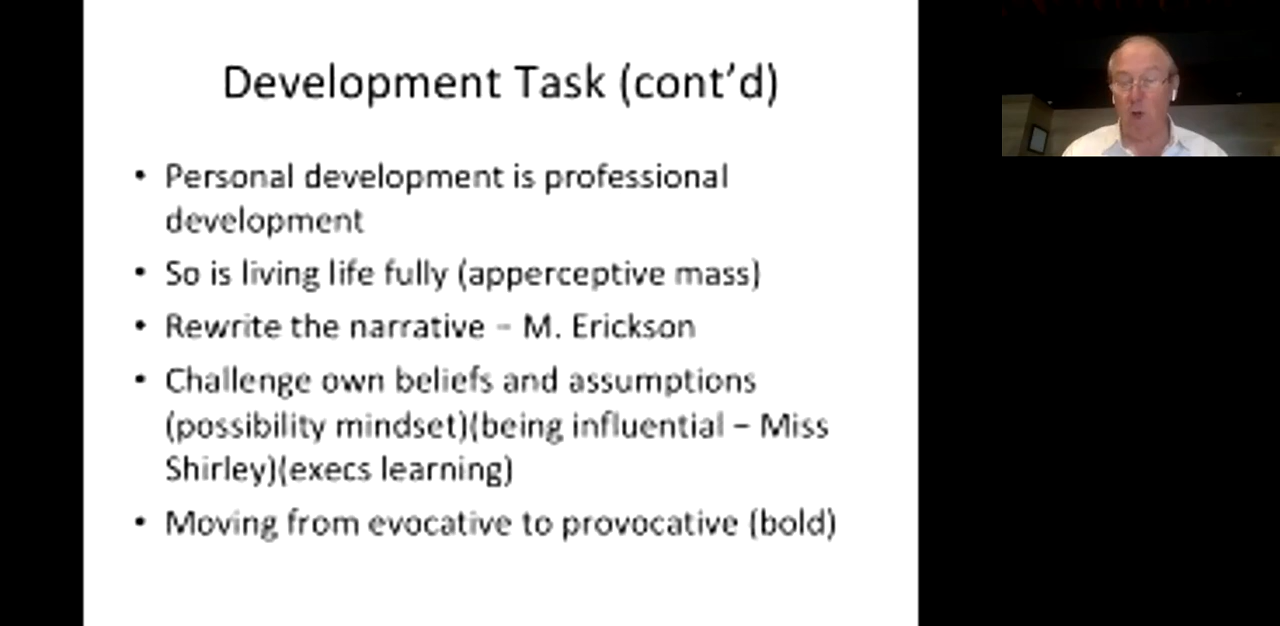 Development Task (cont'd)
• Personal development is professional
development
• So is living life fully (apperceptive mass)
• Rewrite the narrative – M. Erickson
• Challenge own beliefs and assumptions
(possibility mindset)(being influential – Miss
Shirley)(execs learning)
• Moving from evocative to provocative (bold)